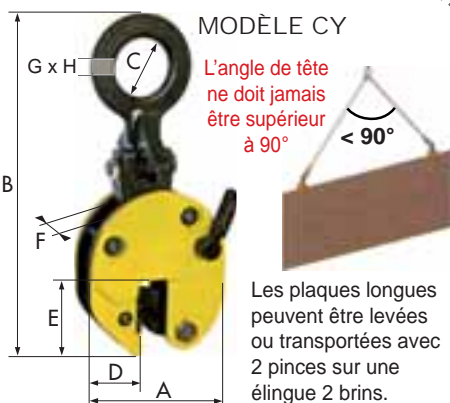 MODÈLE CY
C
G x H
L'angle de tête
ne doit jamais
être supérieur
à 90°
< 90°
B
F
E
D
A
Les plaques longues
peuvent être levées
ou transportées avec
2 pinces sur une
élingue 2 brins.